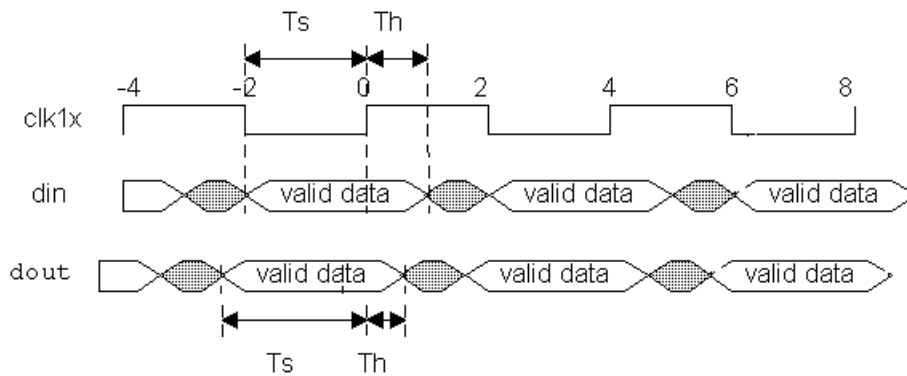 Ts Th
-4 -2 0 2 4 6 8
clk1x
din valid data valid data valid data
dout valid data valid data valid data
Ts Th